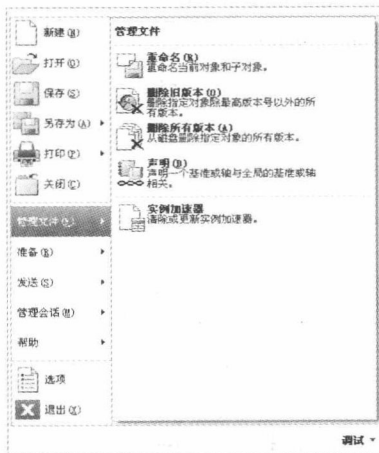 新建(N)
打开(O)
保存(S)
另存为(A)
打印(P)
关闭(C)
管理文件(F)
准备(R)
发送(S)
管理会话(M)
帮助
选项
退出(X)
管理文件
重命名(R)
重命名当前对象和子对象。
删除旧版本(O)
删除指定对象除最高版本号以外的所
有版本。
删除所有版本(A)
从磁盘删除指定对象的所有版本。
声明(D)
声明一个基准或轴与全局的基准或轴
相关。
实例加速器
清除或更新实例加速器。
调试